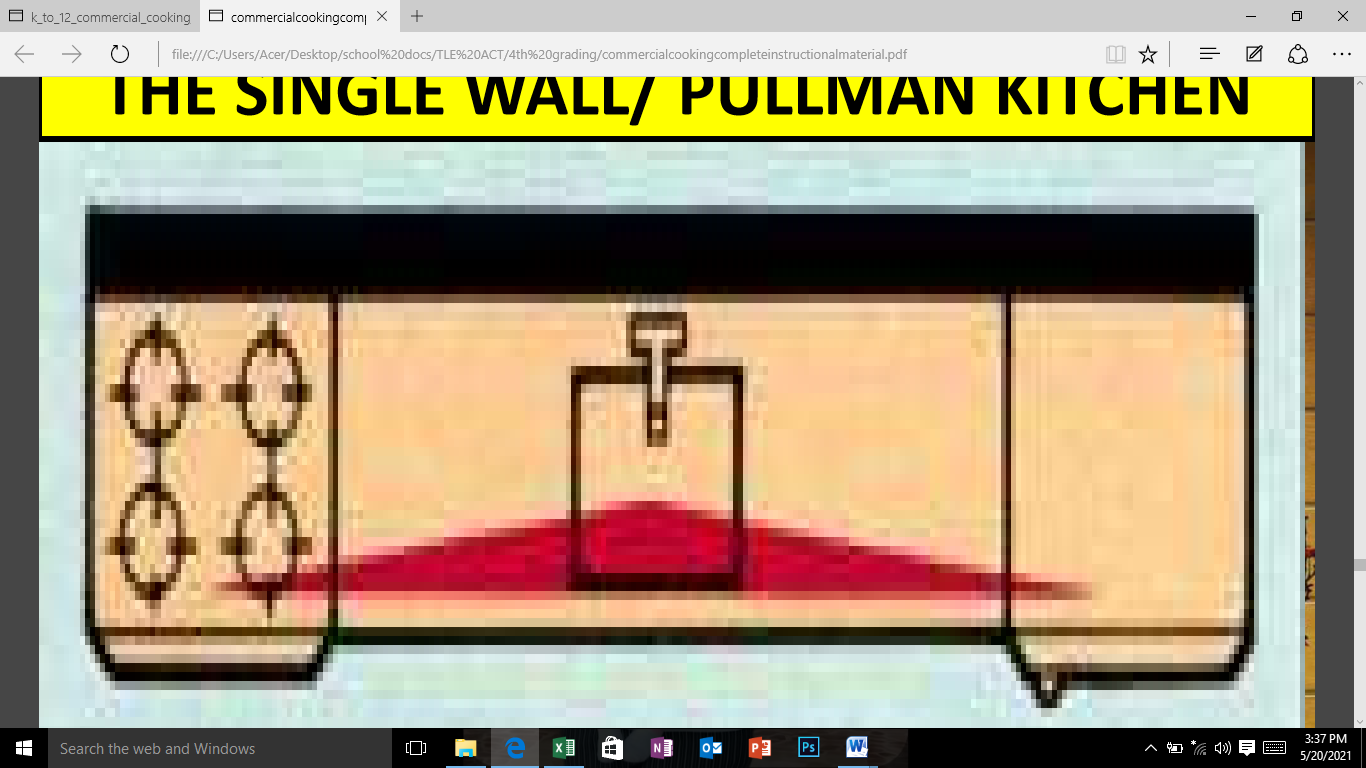 k_to_12_commercial_cooking
commercialcookingcomp
file:///C:/Users/Acer/Desktop/school%20docs/TLE%20ACT/4th%20grading/commercialcookingcompleteinstructionalmaterial.pdf
THE SINGLE WALL/ PULLMAN KITCHEN
Search the web and Windows
3:37 PM
5/20/2021